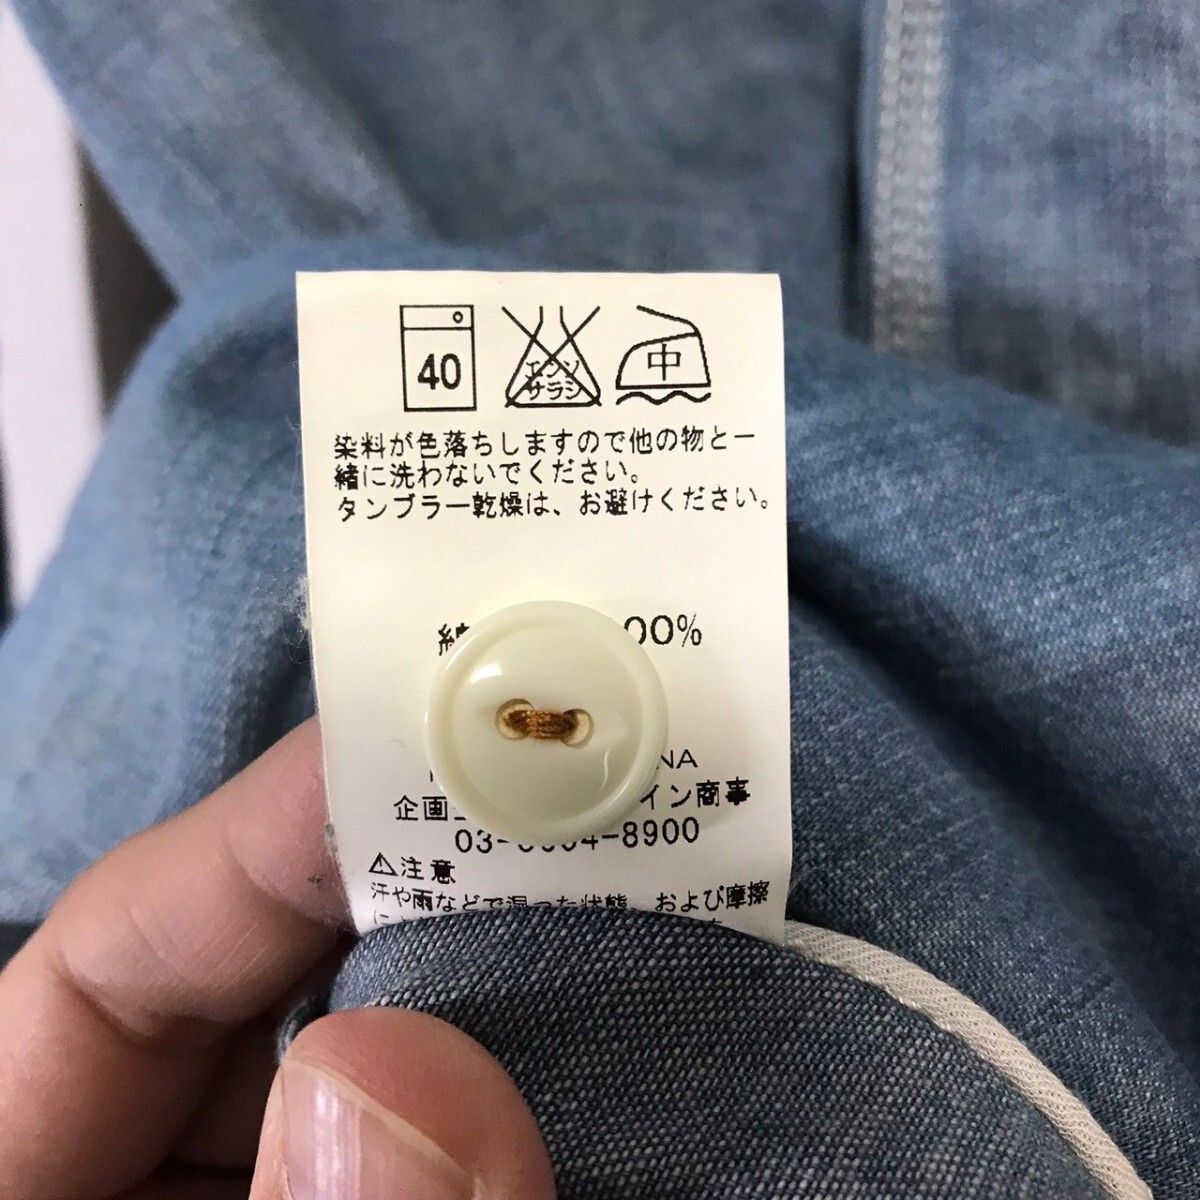 40 エンソ サラシ 中
染料が色落ちしますので他の物と一
緒に洗わないでください。
タンブラー乾燥は、お避けください。
00%
NA
企画 イン商事
03- 4-8900
⚠注意
汗や雨などで湿った状態、および摩擦